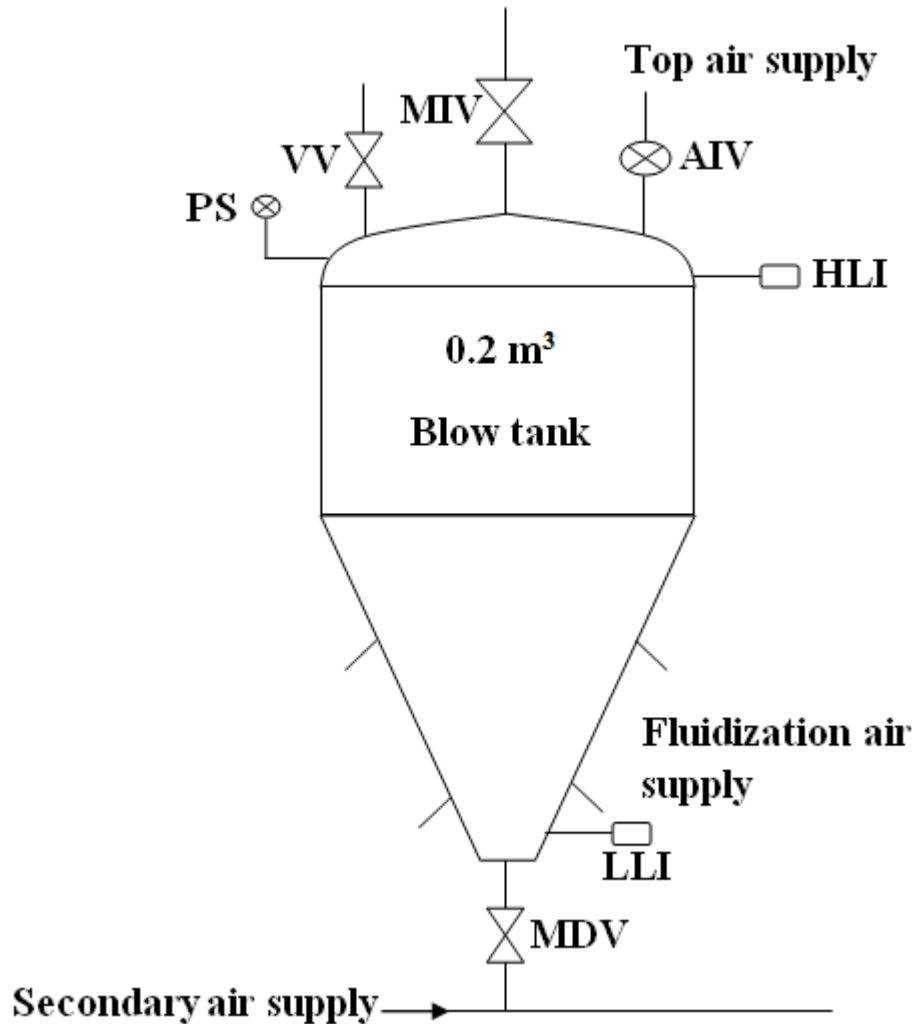 Top air supply
MIV
VV
AIV
PS
HLI
0.2 m³
Blow tank
Fluidization air
supply
LLI
MDV
Secondary air supply